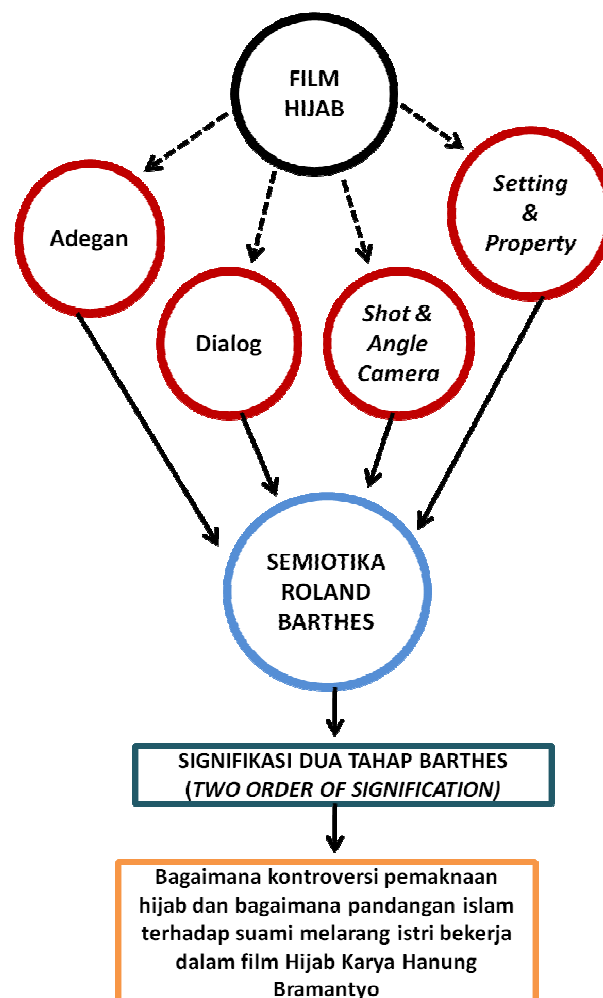 FILM
HIJAB
Adegan
Setting
&
Property
Dialog
Shot &
Angle
Camera
SEMIOTIKA
ROLAND
BARTHES
SIGNIFIKASI DUA TAHAP BARTHES
(TWO ORDER OF SIGNIFICATION)
Bagaimana kontroversi pemaknaan
hijab dan bagaimana pandangan islam
terhadap suami melarang istri bekerja
dalam film Hijab Karya Hanung
Bramantyo